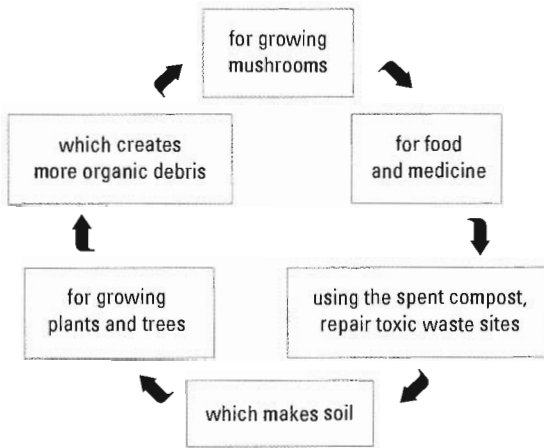 for growing
mushrooms
for food
and medicine
using the spent compost,
repair toxic waste sites
which makes soil
for growing
plants and trees
which creates
more organic debris